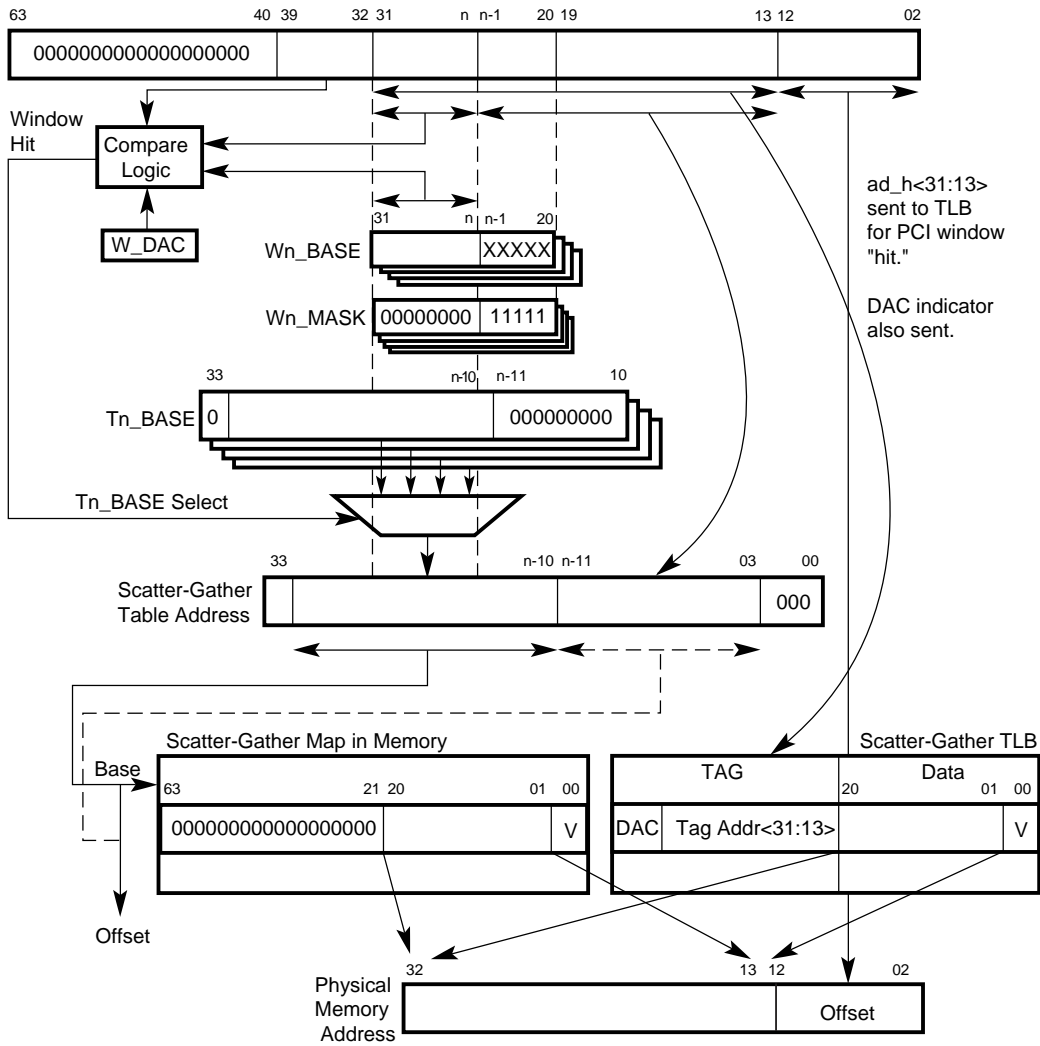 63 40 39 32 31 n n-1 20 19 13 12 02
0000000000000000000000
Window
Hit
Compare
Logic
W_DAC
ad_h<31:13>
sent to TLB
for PCI window
"hit."
DAC indicator
also sent.
31 n n-1 20
Wn_BASE XXXXX
Wn_MASK 00000000 11111
33 n-10 n-11 10
Tn_BASE 0 000000000
Tn_BASE Select
33 n-10 n-11 03 00
Scatter-Gather
Table Address
000
Scatter-Gather Map in Memory
Base
63 21 20 01 00
000000000000000000 V
Offset
Scatter-Gather TLB
TAG Data
20 01 00
DAC Tag Addr<31:13> V
32 13 12 02
Physical
Memory
Address
Offset